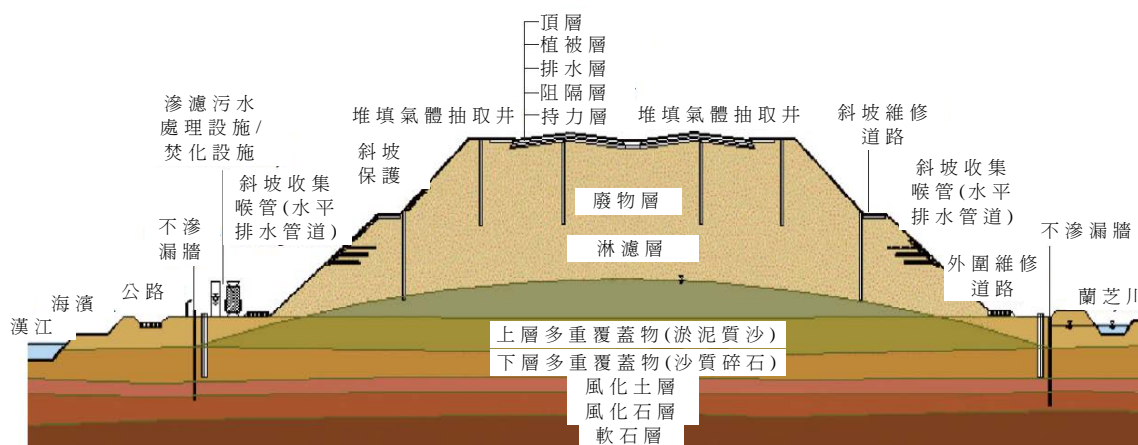 頂層
植被層
排水層
阻隔層
持力層
堆填氣體抽取井
堆填氣體抽取井
滲濾污水
處理設施/
焚化設施
斜坡
保護
斜坡維修
道路
斜坡收集
喉管(水平
排水管道)
斜坡收集
喉管(水平
排水管道)
不滲
漏牆
不滲漏牆
廢物層
淋濾層
外圍維修
道路
海濱
公路
漢江
蘭芝川
上層多重覆蓋物(淤泥質沙)
下層多重覆蓋物(沙質碎石)
風化土層
風化石層
軟石層